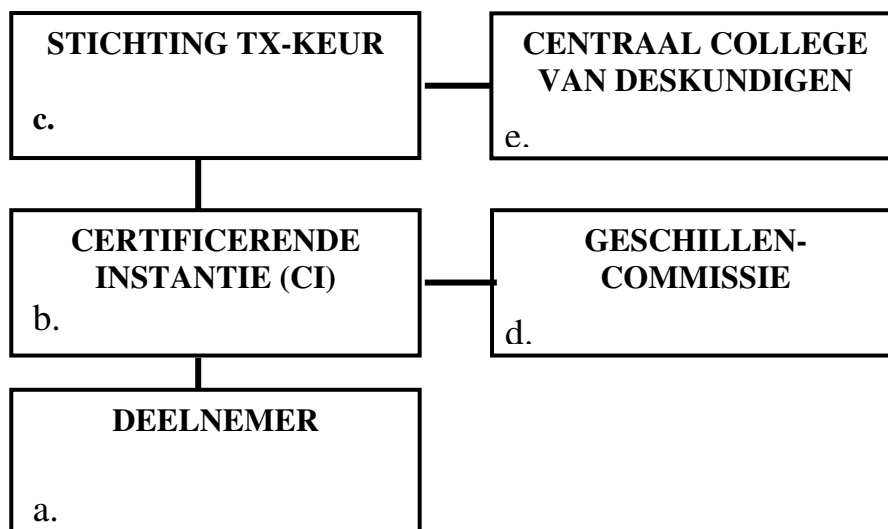 STICHTING TX-KEUR
c.
CENTRAAL COLLEGE
VAN DESKUNDIGEN
e.
CERTIFICERENDE
INSTANTIE (CI)
b.
GESCHILLEN-
COMMISSIE
d.
DEELNEMER
a.